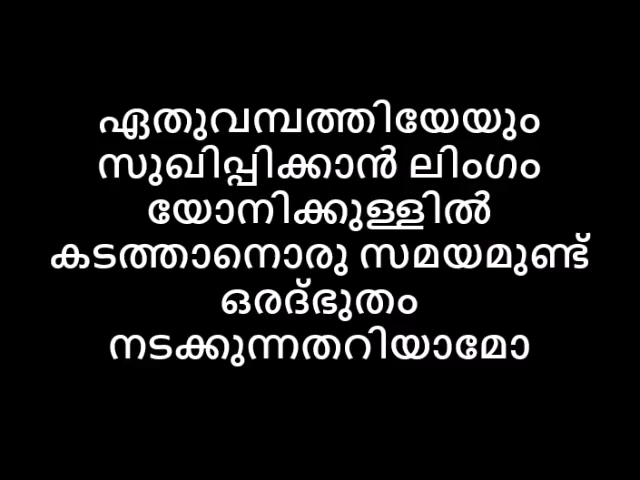 ഏതുവമ്പത്തിയേയും
സുഖിപ്പിക്കാൻ ലിംഗം
യോനിക്കുള്ളിൽ
കടത്താനൊരു സമയമുണ്ട്
ഒരദ്ഭുതം
നടക്കുന്നതറിയാമോ